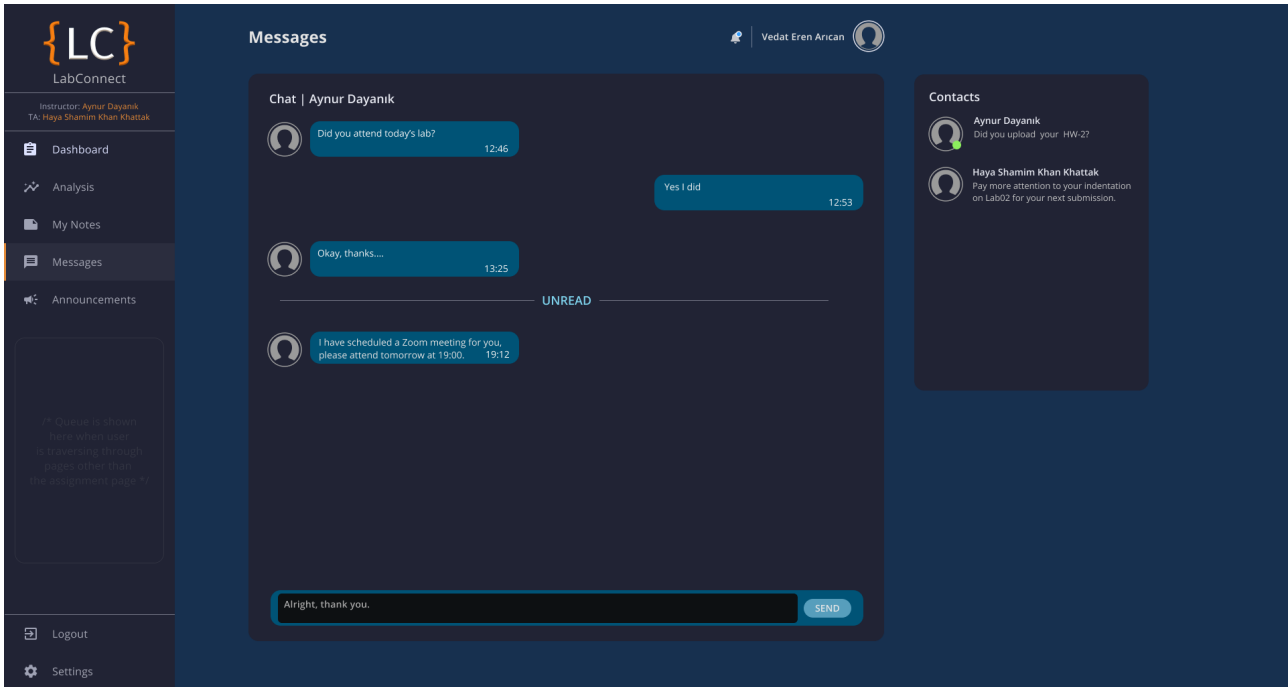 {LC}
LabConnect
Instructor: Aynur Dayanık
TA: Haya Shamim Khan Khattak
Dashboard
Analysis
My Notes
Messages
Announcements
/* Queue is shown
here when user
is traversing through
pages other than
the assignment page */
Logout
Settings
Messages
Vedat Eren Arıcan
Chat | Aynur Dayanık
Did you attend today's lab?
12:46
Yes I did
12:53
Okay, thanks....
13:25
UNREAD
I have scheduled a Zoom meeting for you,
please attend tomorrow at 19:00. 19:12
Alright, thank you.
SEND
Contacts
Aynur Dayanık
Did you upload your HW-2?
Haya Shamim Khan Khattak
Pay more attention to your indentation
on Lab02 for your next submission.